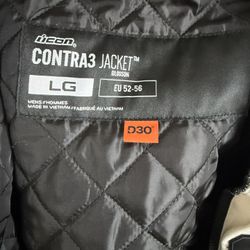 icon
CONTRA3 JACKET™
BLOUSON
LG
EU 52-56
MENS / HOMMES
MADE IN VIETNAM / FABRIQUÉ AU VIETNAM
D3O